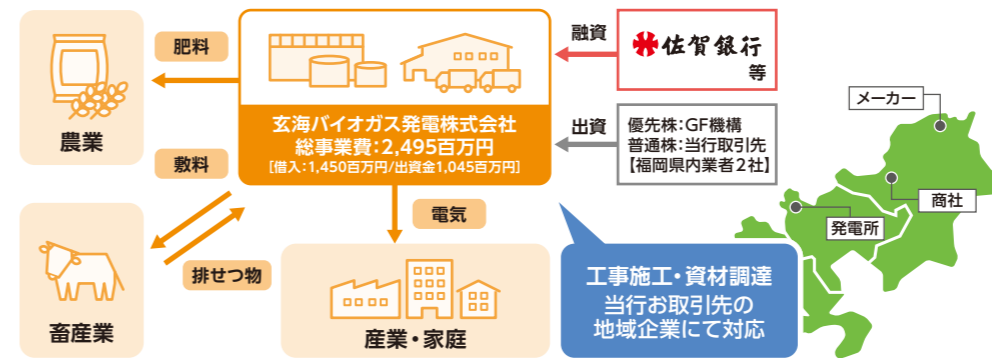 肥料
農業
敷料
排せつ物
畜産業
玄海バイオガス発電株式会社
総事業費：2,495百万円
［借入：1,450百万円/出資金1,045百万円］
電気
産業・家庭
融資
佐賀銀行
等
出資
優先株：GF機構
普通株：当行取引先
【福岡県内業者2社】
工事施工・資材調達
当行お取引先の
地域企業にて対応
メーカー
商社
発電所